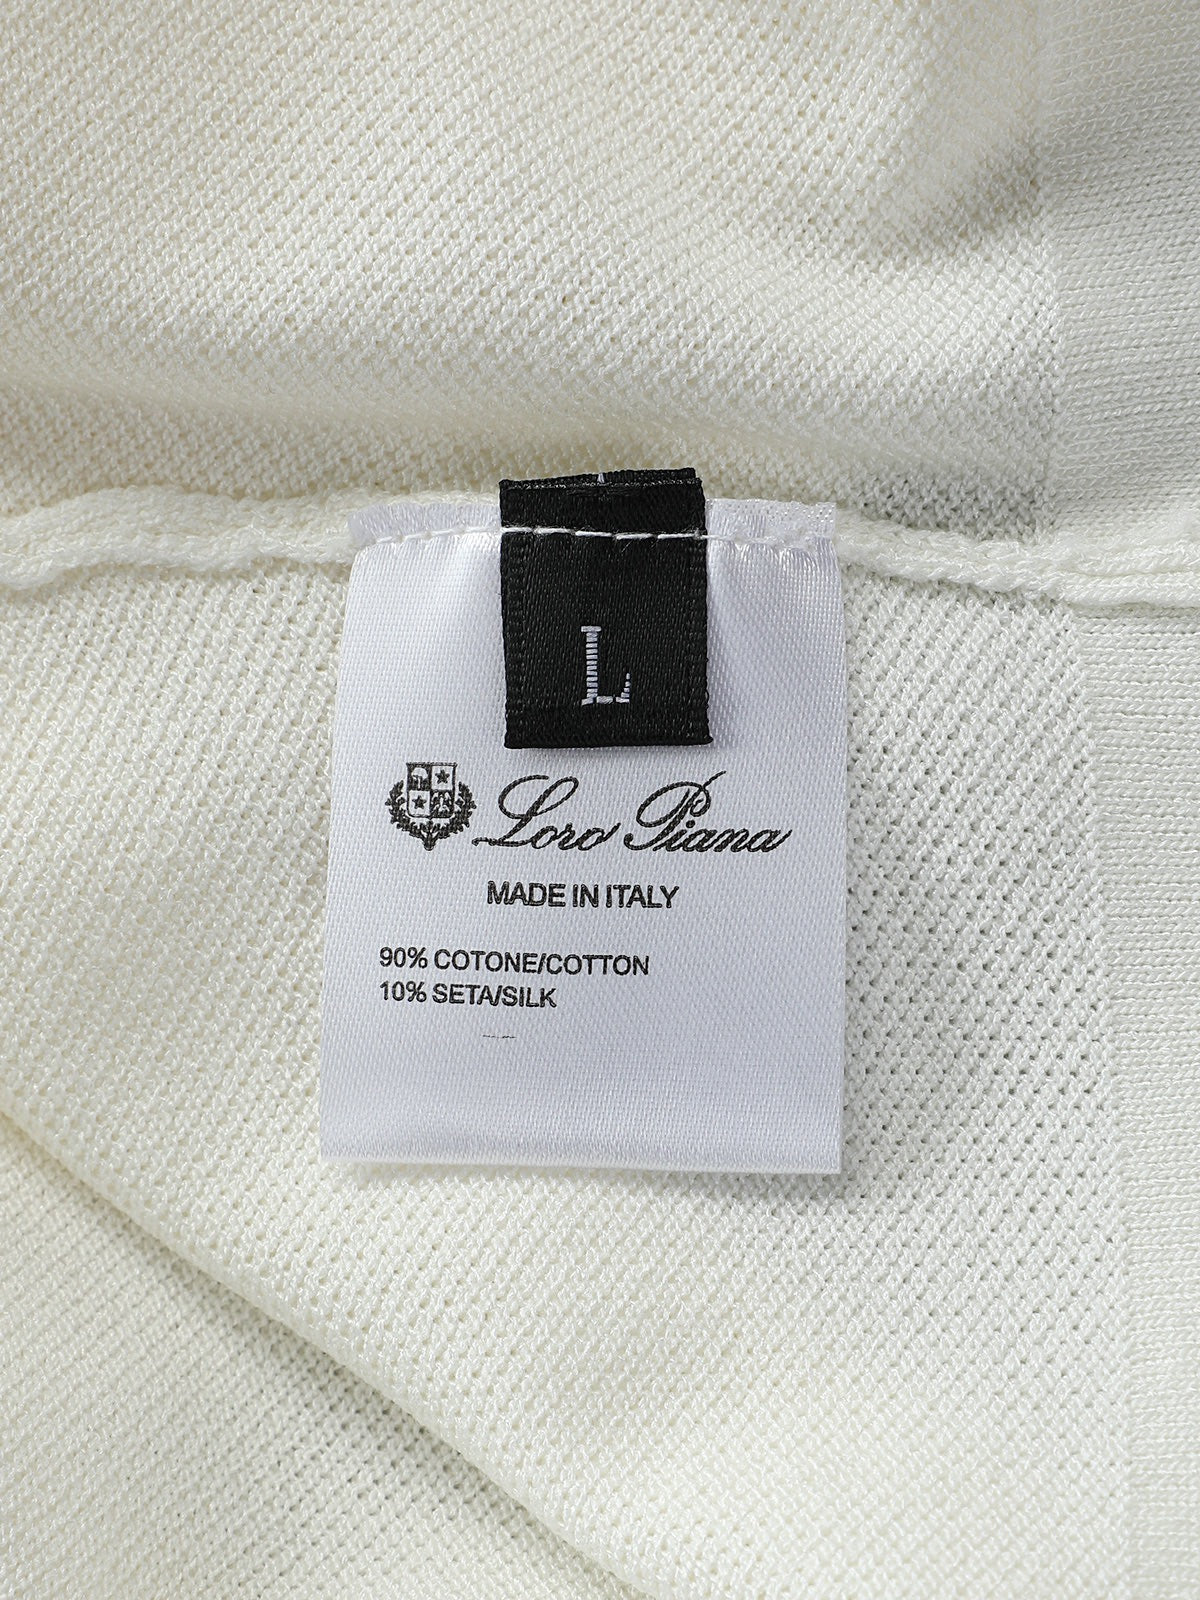 L
Loro Piana
MADE IN ITALY
90% COTONE/COTTON
10% SETA/SILK